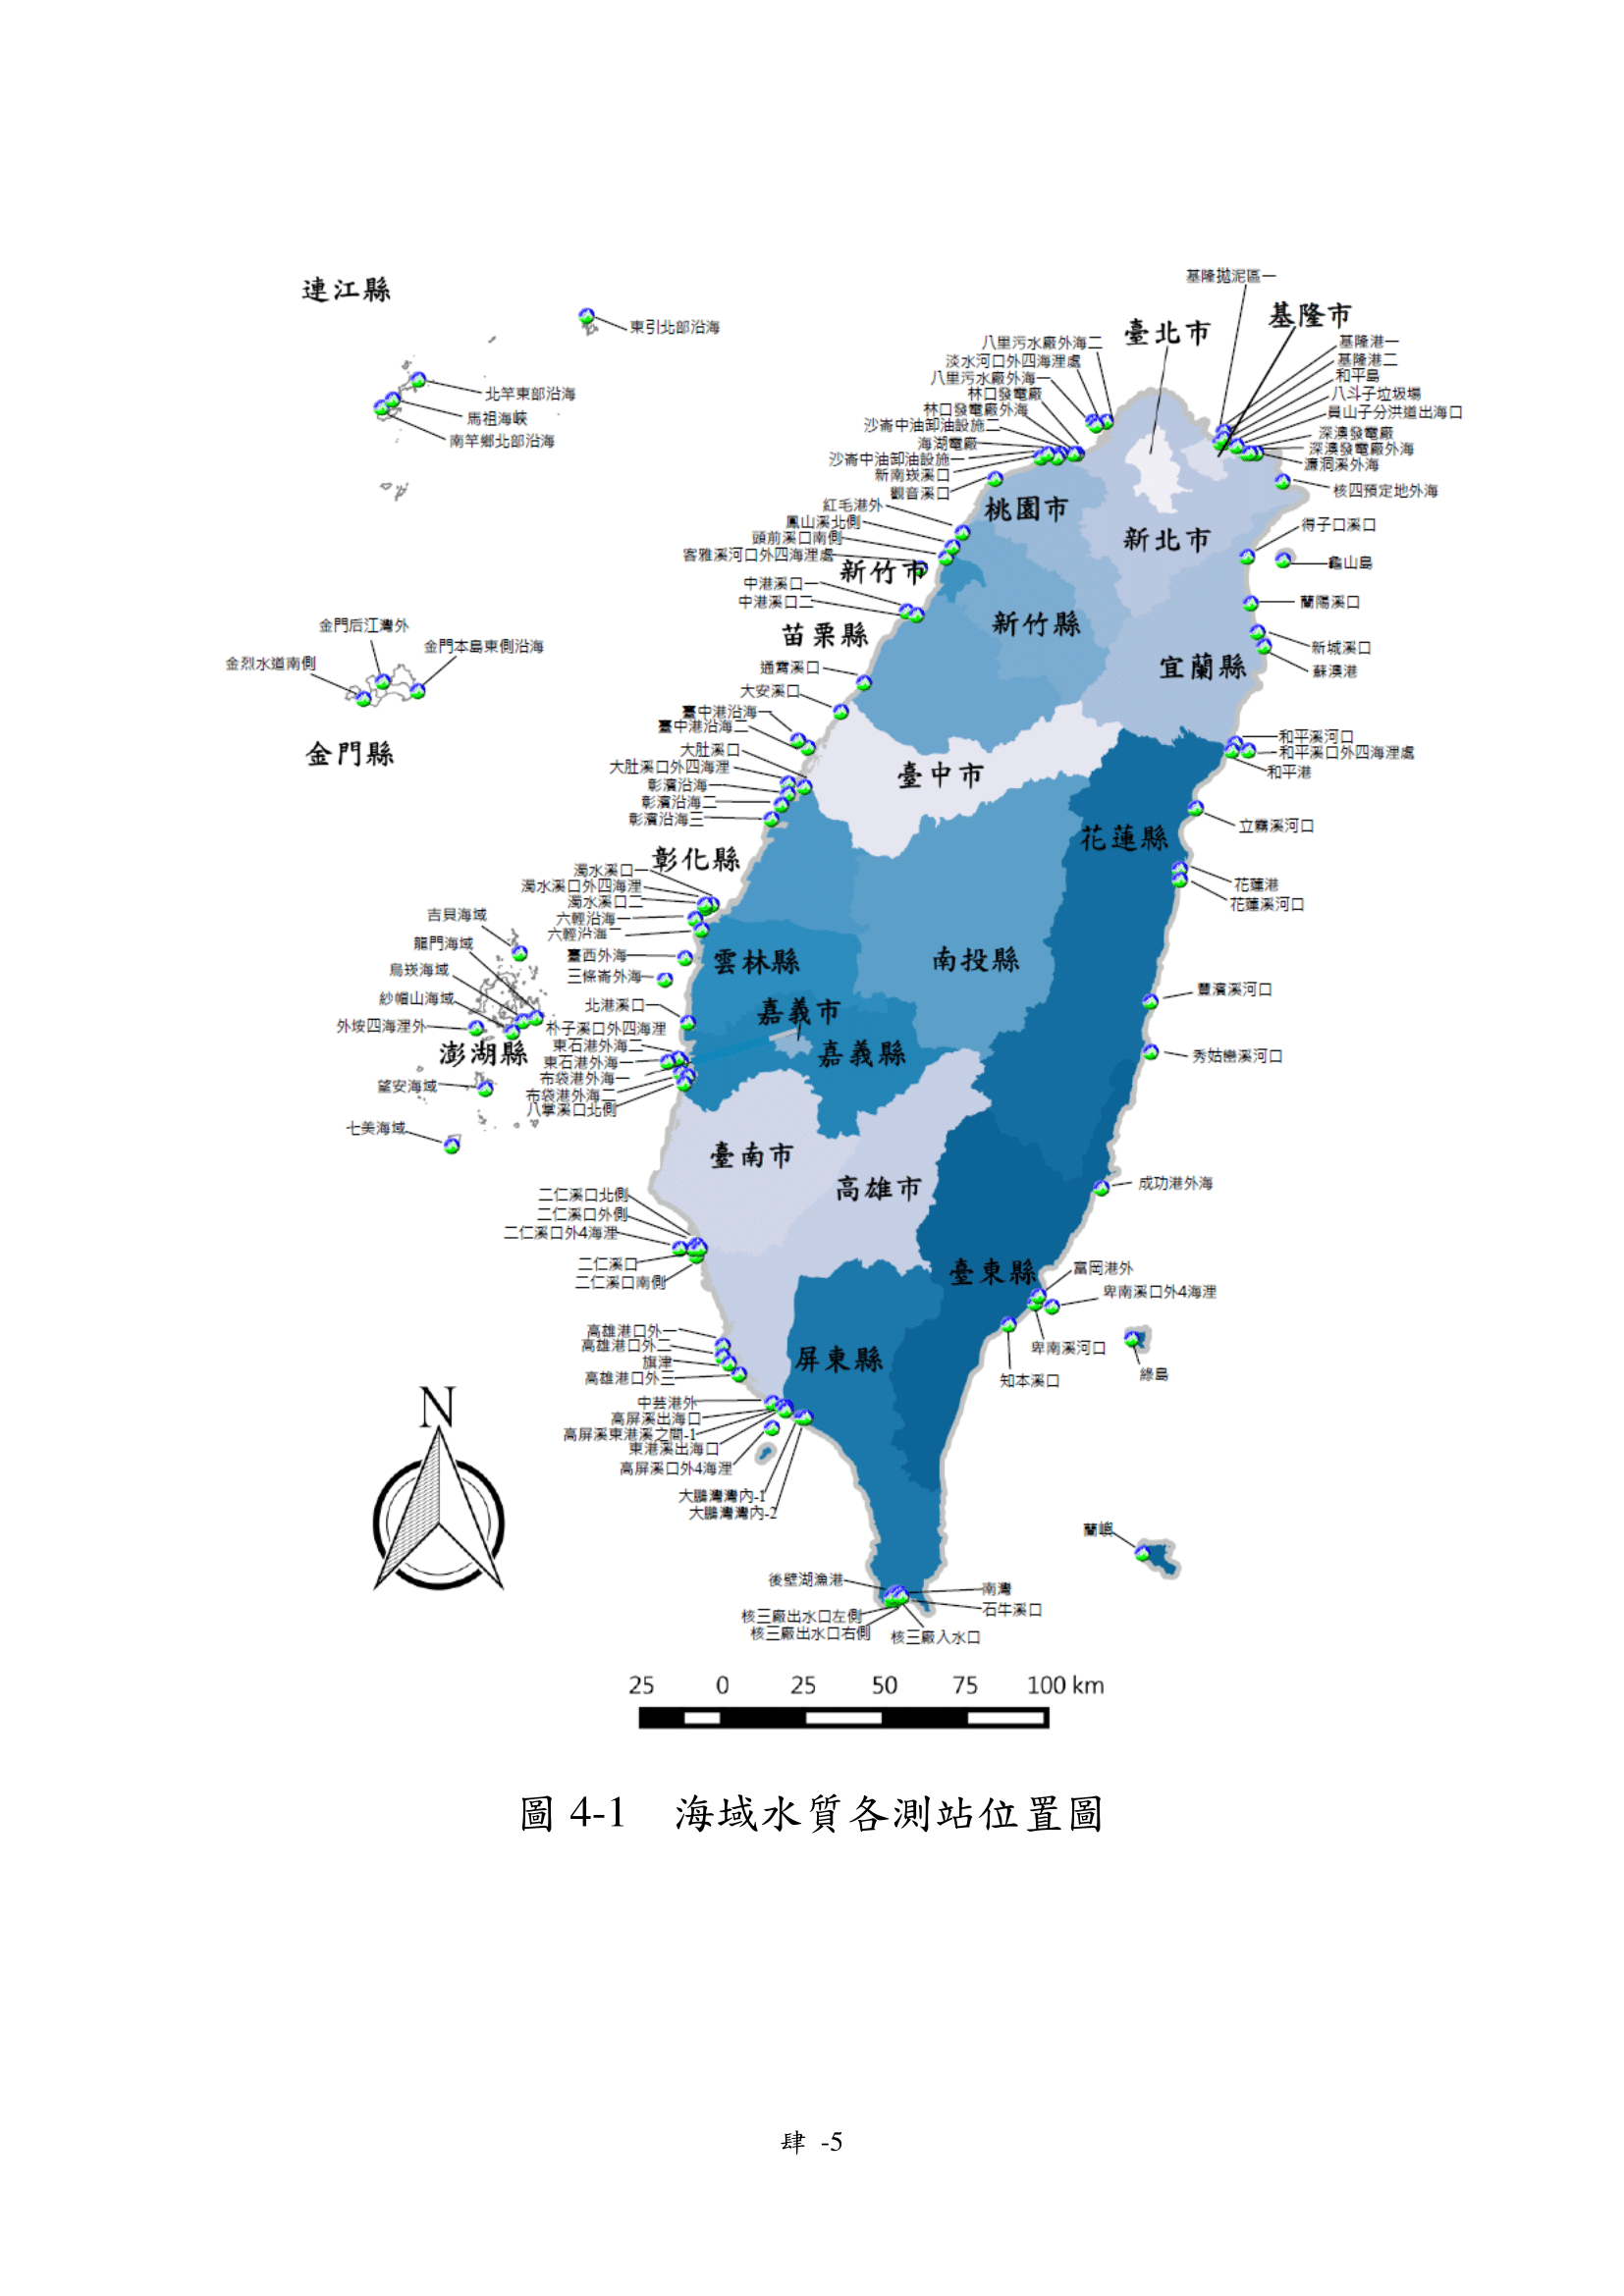 基隆拋泥區一
連江縣
基隆市
東引北部沿海
臺北市
八里污水廠外海二
基隆港一
淡水河口外四海浬處
基隆港二
八里污水廠外海一
和平島
林口發電廠
八斗子垃圾場
北竿東部沿海
林口發電廠外海
員山子分洪道出海口
馬祖海峽
沙崙中油卸油設施二
深澳發電廠
南竿鄉北部沿海
海湖電廠
深澳發電廠外海
沙崙中油卸油設施一
濂洞溪外海
新南崁溪口
觀音溪口
核四預定地外海
紅毛港外
桃園市
鳳山溪北側
得子口溪口
頭前溪口南側
新北市
客雅溪河口外四海浬處
龜山島
新竹市
中港溪口一
中港溪口二
蘭陽溪口
金門后江灣外
新竹縣
苗栗縣
金門本島東側沿海
新城溪口
金烈水道南側
通霄溪口
宜蘭縣
蘇澳港
大安溪口
臺中港沿海一
臺中港沿海二
和平溪河口
金門縣
大肚溪口
和平溪口外四海浬處
大肚溪口外四海浬
臺中市
和平港
彰濱沿海一
彰濱沿海二
彰濱沿海三
立霧溪河口
花蓮縣
彰化縣
濁水溪口一
濁水溪口外四海浬
花蓮港
濁水溪口二
花蓮溪河口
吉貝海域
六輕沿海一
六輕沿海二
龍門海域
臺西外海
雲林縣
南投縣
烏崁海域
三條崙外海
豐濱溪河口
紗帽山海域
北港溪口
嘉義市
外垵四海浬外
朴子溪口外四海浬
澎湖縣
東石港外海二
嘉義縣
秀姑巒溪河口
東石港外海一
望安海域
布袋港外海一
布袋港外海二
八掌溪口北側
七美海域
臺南市
高雄市
成功港外海
二仁溪口北側
二仁溪口外側
二仁溪口外4海浬
二仁溪口
臺東縣
富岡港外
二仁溪口南側
卑南溪口外4海浬
高雄港口外一
高雄港口外二
卑南溪河口
旗津
屏東縣
高雄港口外三
綠島
知本溪口
中芸港外
N
高屏溪出海口
高屏溪東港溪之間-1
東港溪出海口
高屏溪口外4海浬
大鵬灣灣內-1
大鵬灣灣內-2
蘭嶼
後壁湖漁港
南灣
石牛溪口
核三廠出水口左側
核三廠出水口右側
核三廠入水口
25 0 25 50 75 100 km
圖 4-1 海域水質各測站位置圖
肆 -5